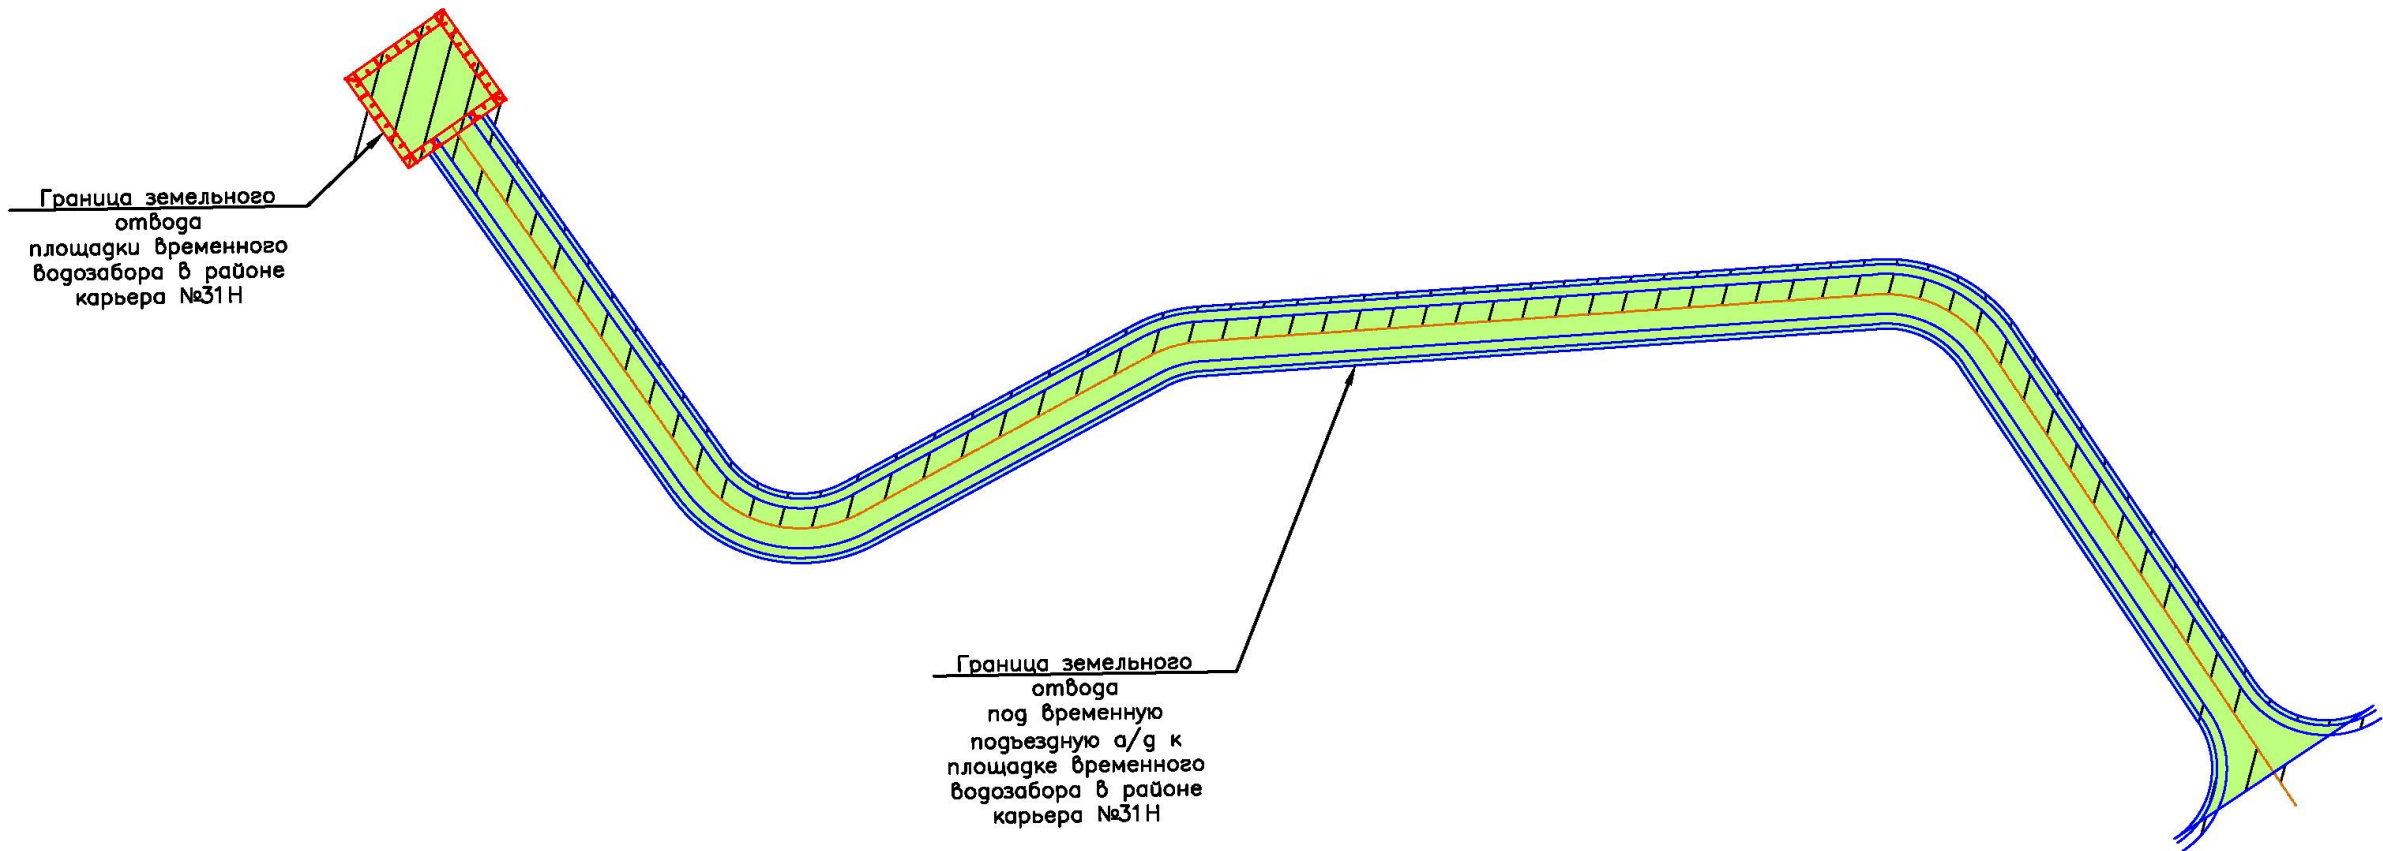 Граница земельного
отвода
площадки временного
водозабора в районе
карьера №31Н
Граница земельного
отвода
под временную
подъездную а/д к
площадке временного
водозабора в районе
карьера №31Н